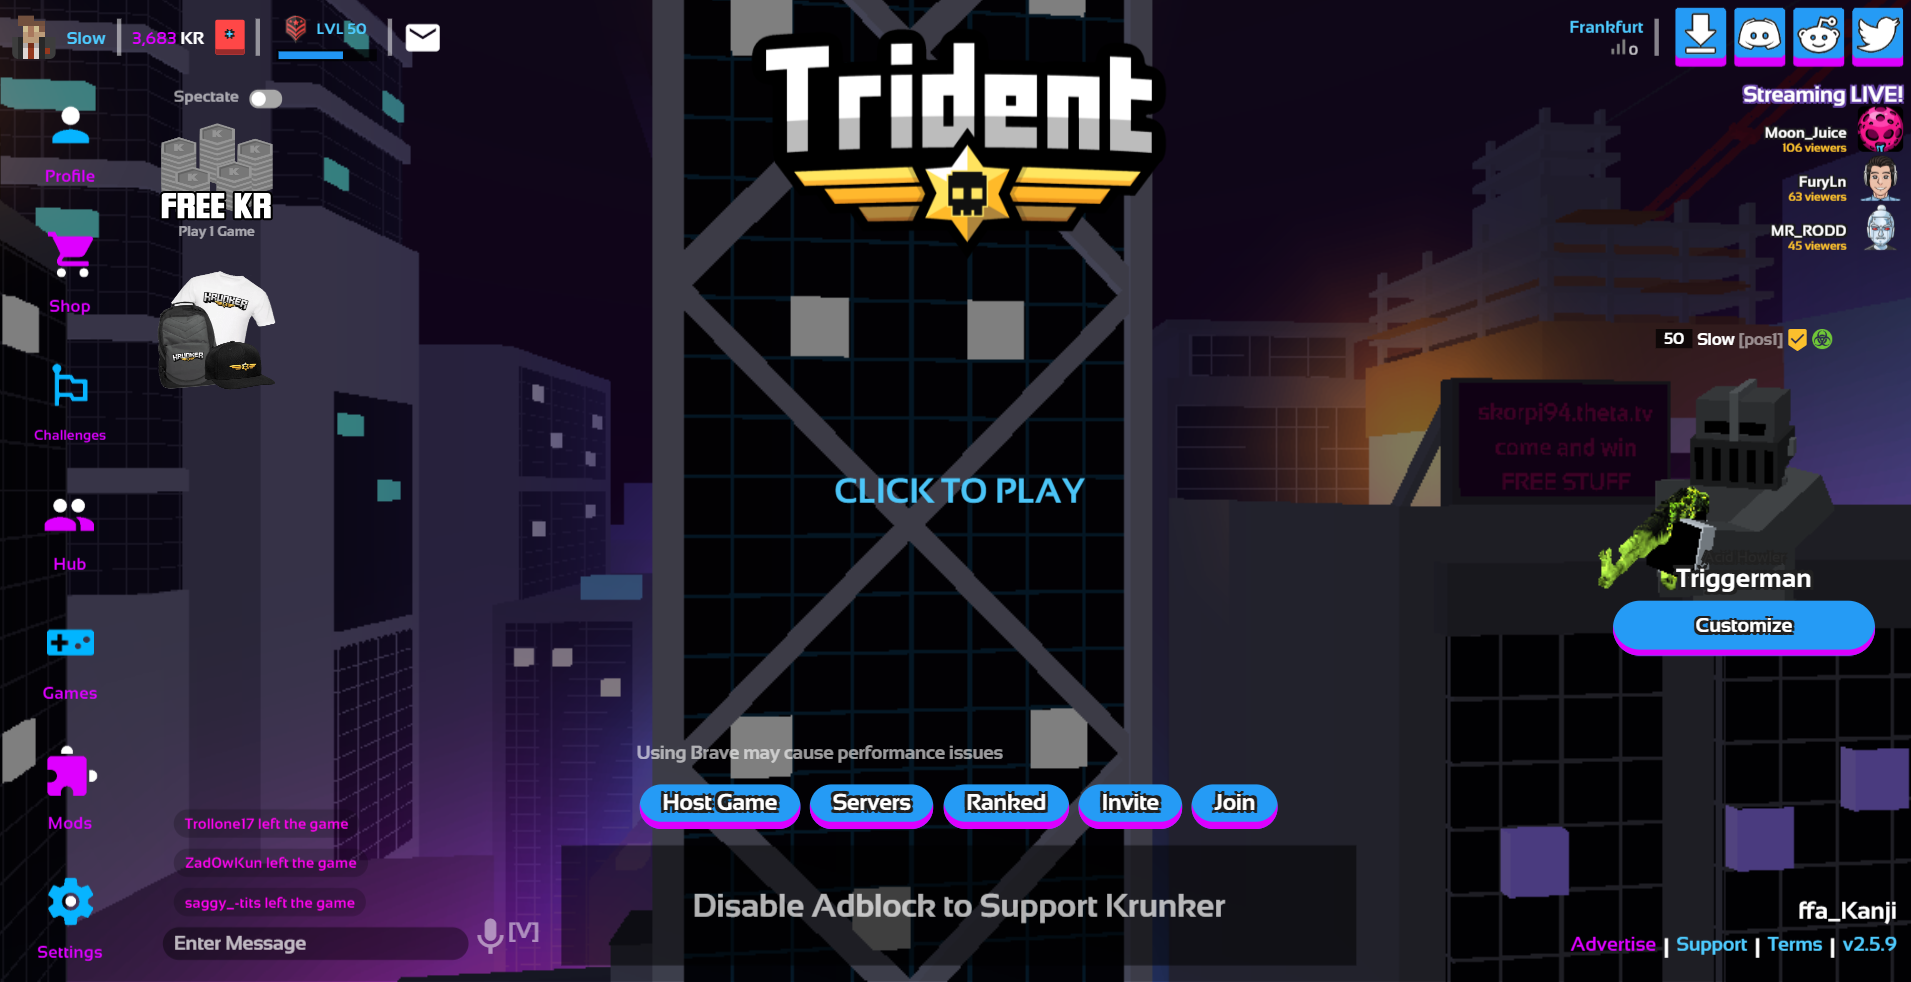 Slow
3,683 KR
LVL 50
Frankfurt
0
Trident
Spectate
FREE KR
Play 1 Game
KRUNKER
KRUNKER
Profile
Shop
Challenges
Hub
Games
Mods
Settings
Streaming LIVE!
Moon_Juice
106 viewers
FuryLn
63 viewers
MR_RODD
45 viewers
50 Slow [pos1]
skorpi94.theta.tv
come and win
FREE STUFF
CLICK TO PLAY
Triggerman
Customize
Using Brave may cause performance issues
Host Game
Servers
Ranked
Invite
Join
Trollone17 left the game
ZadOwKun left the game
saggy_-tits left the game
Enter Message
[V]
Disable Adblock to Support Krunker
ffa_Kanji
Advertise | Support | Terms | v2.5.9